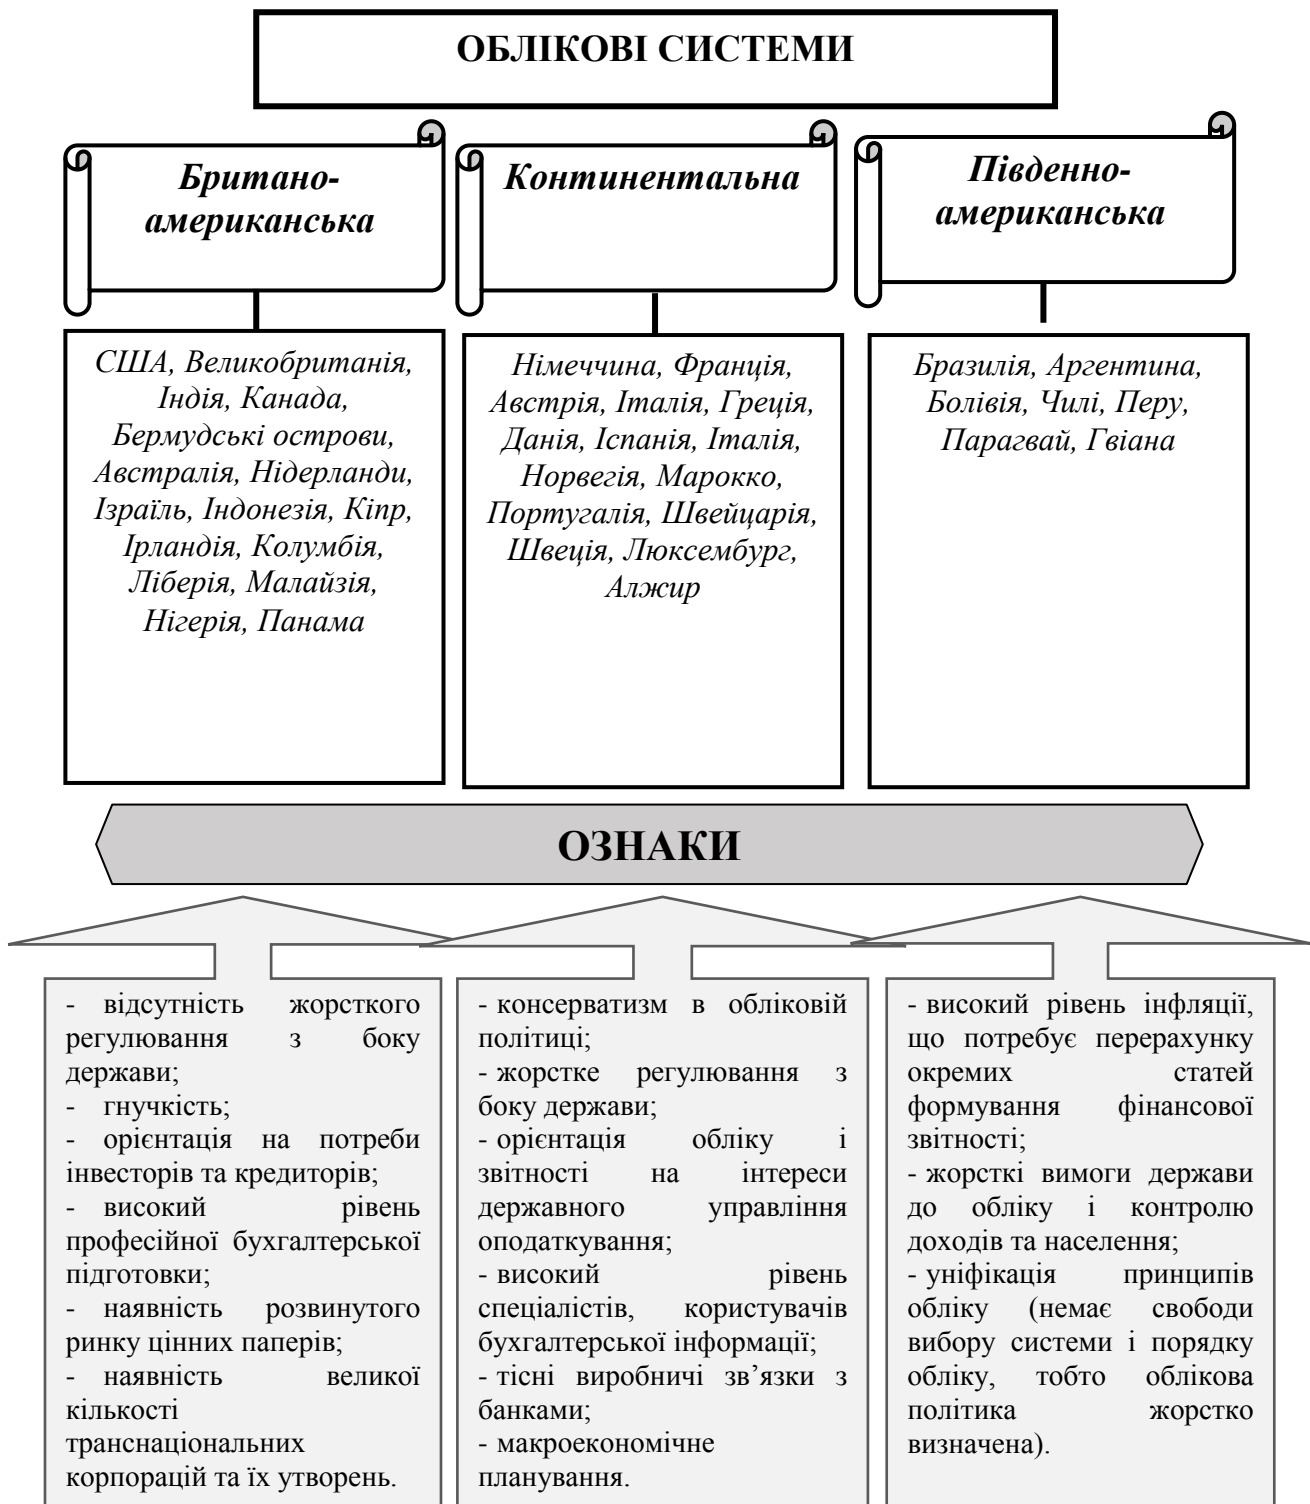 ОБЛІКОВІ СИСТЕМИ
Британо-
американська
Континентальна
Південно-
американська
США, Великобританія,
Індія, Канада,
Бермудські острови,
Австралія, Нідерланди,
Ізраїль, Індонезія, Кіпр,
Ірландія, Колумбія,
Ліберія, Малайзія,
Нігерія, Панама
Німеччина, Франція,
Австрія, Італія, Греція,
Данія, Іспанія, Італія,
Норвегія, Марокко,
Португалія, Швейцарія,
Швеція, Люксембург,
Алжир
Бразилія, Аргентина,
Болівія, Чилі, Перу,
Парагвай, Гвіана
ОЗНАКИ
- відсутність жорсткого
регулювання з боку
держави;
- гнучкість;
- орієнтація на потреби
інвесторів та кредиторів;
- високий рівень
професійної бухгалтерської
підготовки;
- наявність розвинутого
ринку цінних паперів;
- наявність великої
кількості
транснаціональних
корпорацій та їх утворень.
- консерватизм в обліковій
політиці;
- жорстке регулювання з
боку держави;
- орієнтація обліку і
звітності на інтереси
державного управління
оподаткування;
- високий рівень
спеціалістів, користувачів
бухгалтерської інформації;
- тісні виробничі зв’язки з
банками;
- макроекономічне
планування.
- високий рівень інфляції,
що потребує перерахунку
окремих статей
формування фінансової
звітності;
- жорсткі вимоги держави
до обліку і контролю
доходів та населення;
- уніфікація принципів
обліку (немає свободи
вибору системи і порядку
обліку, тобто облікова
політика жорстко
визначена).